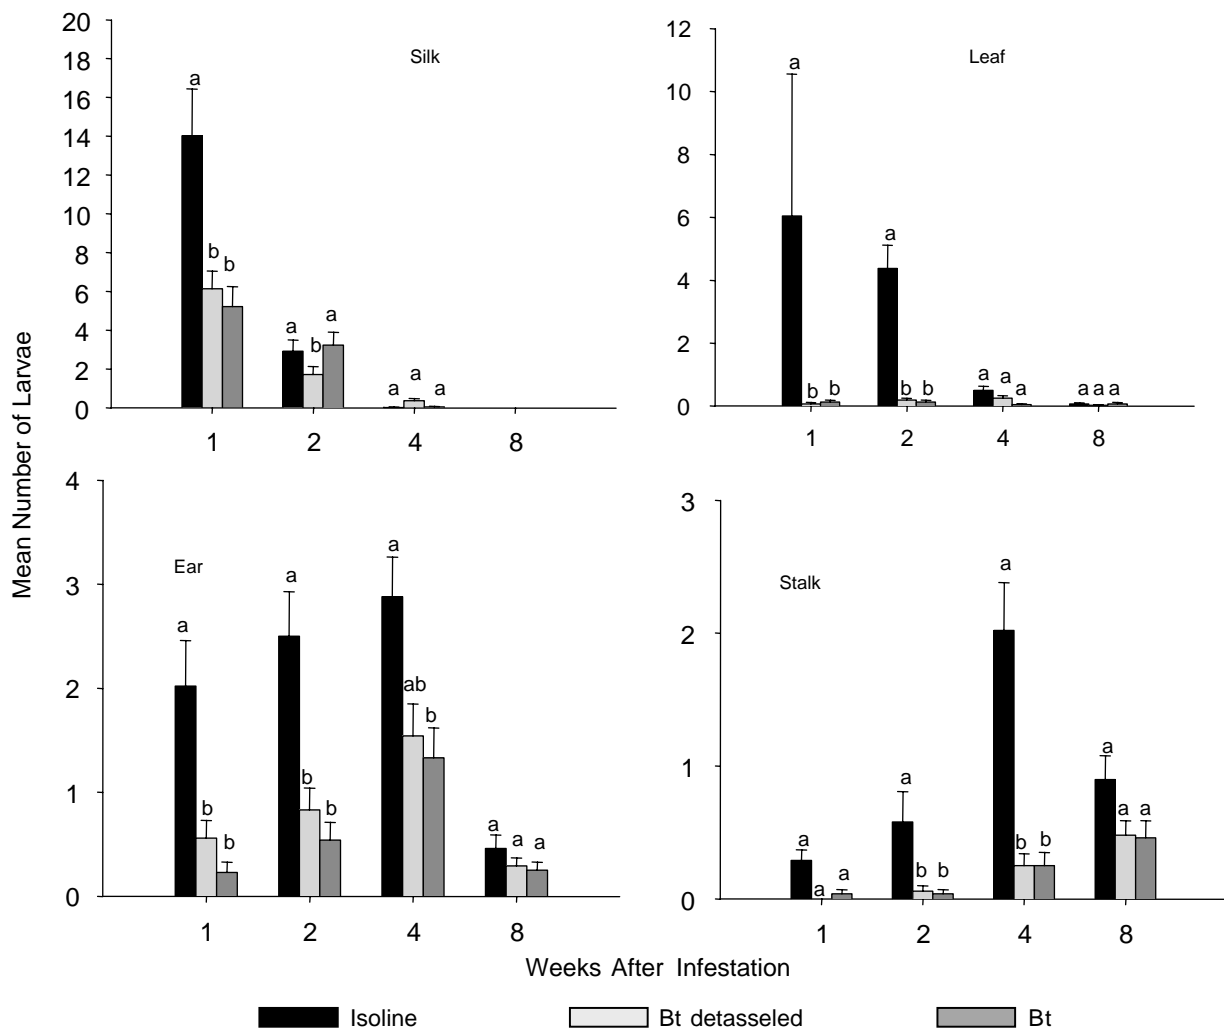 Mean Number of Larvae
Silk
20
18
16
14
12
10
8
6
4
2
0
a
b b
a b a
a a a
1 2 4 8
Leaf
12
10
8
6
4
2
0
a
b b
a
b b
a a a
a a a
1 2 4 8
Ear
4
3
2
1
0
a
b
b
a
b
b
a
ab
b
a
a a
1 2 4 8
Stalk
3
2
1
0
a
a
a
a
b b
a
b b
a
a a
1 2 4 8
Weeks After Infestation
Isoline Bt detasseled Bt